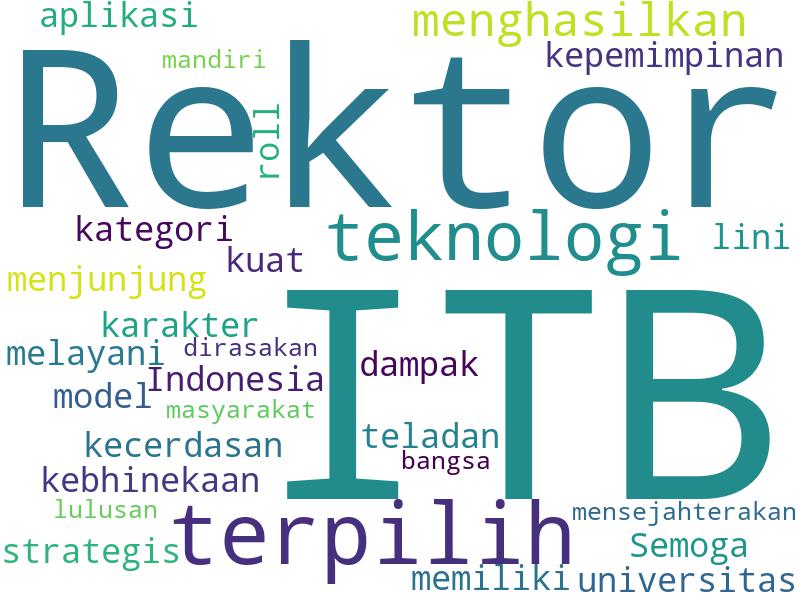 aplikasi
menghasilkan
mandiri
kepemimpinan
Rektor
roll
kategori
teknologi
lini
kuat
menjunjung
ITB
karakter
melayani
dirasakan
dampak
Indonesia
model
masyarakat
teladan
kecerdasan
bangsa
kebhinekaan
lulusan
terpilih
mensejahterakan
strategis
Semoga
memiliki
universitas